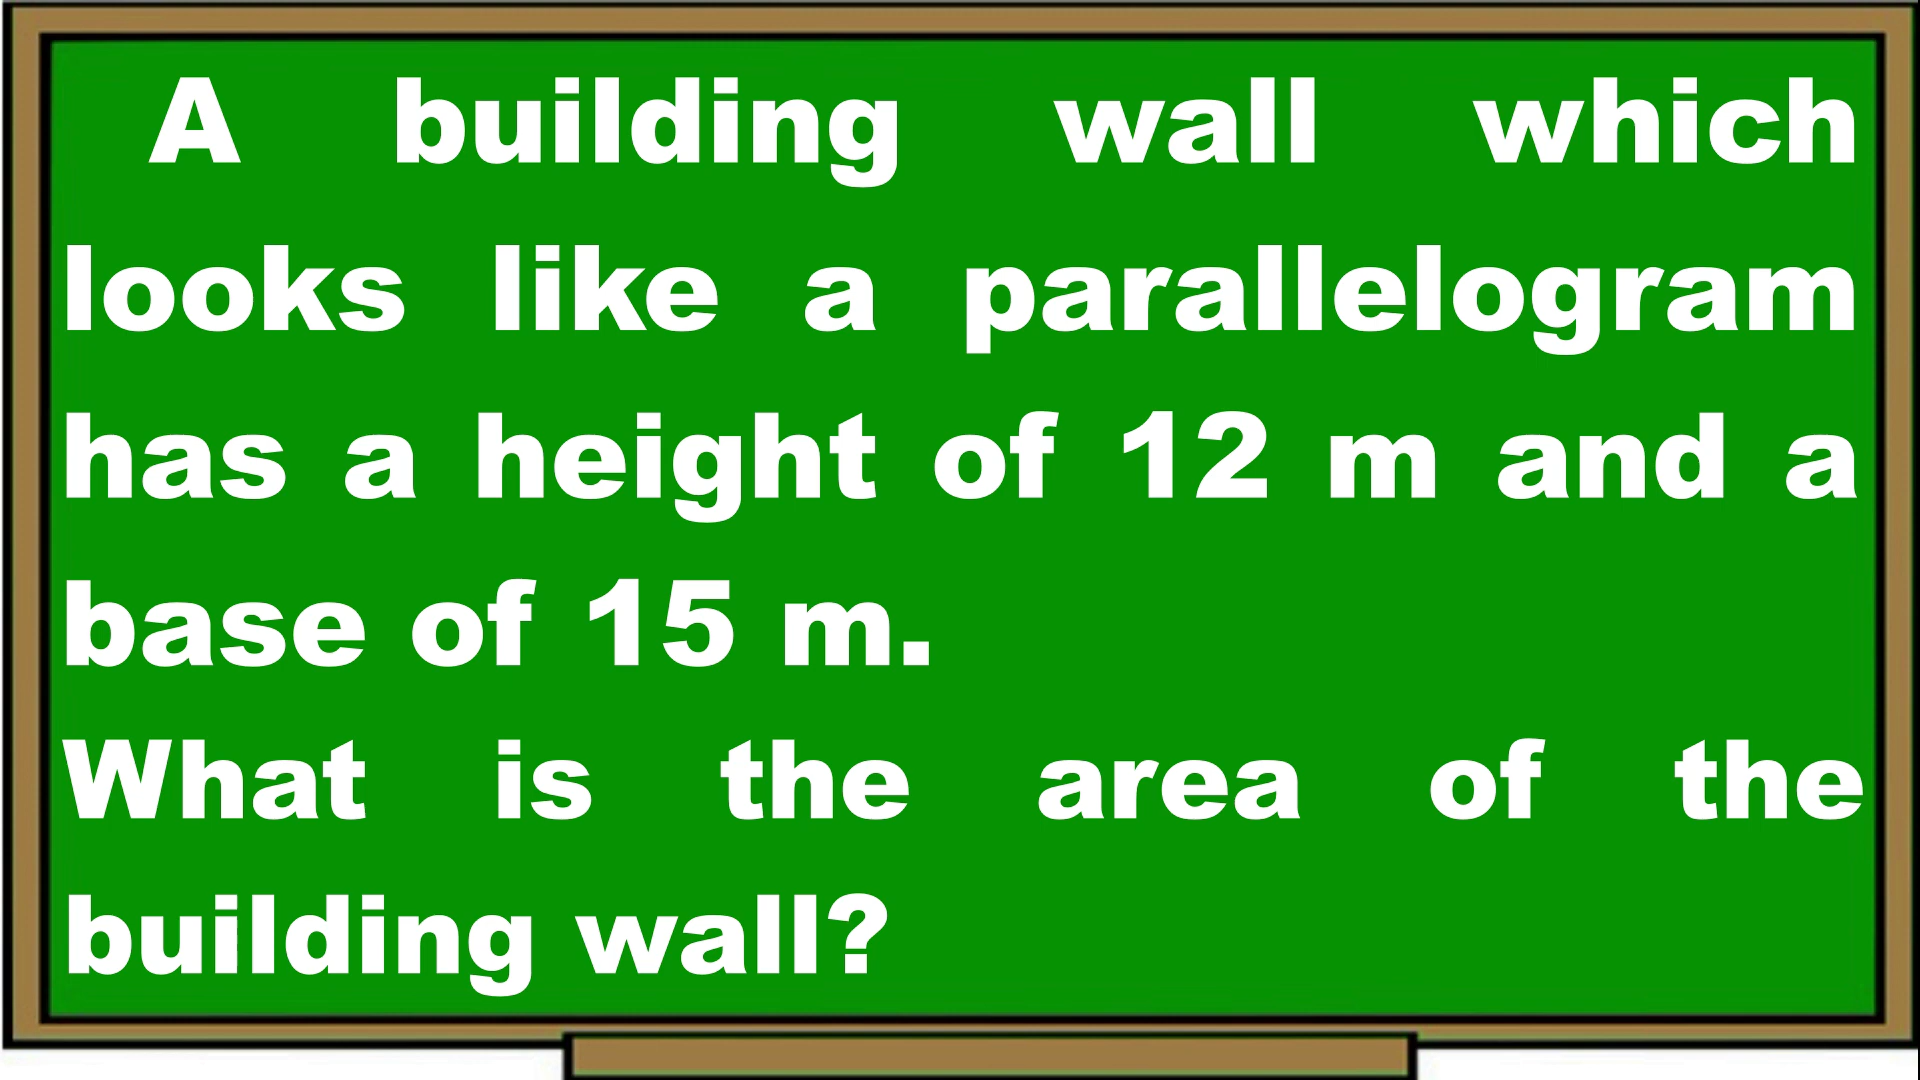 A building wall which
looks like a parallelogram
has a height of 12 m and a
base of 15 m.
What is the area of the
building wall?